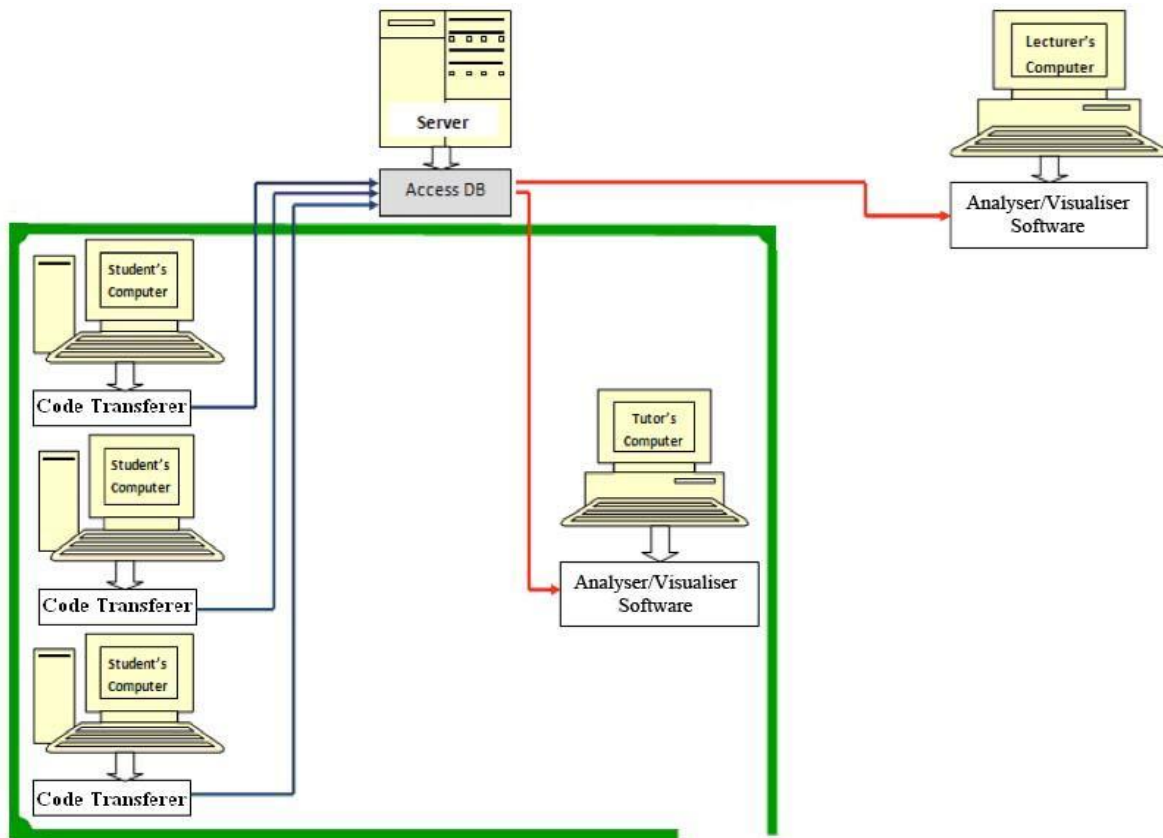 Server
Access DB
Lecturer's
Computer
Analyser/Visualiser
Software
Student's
Computer
Code Transferer
Student's
Computer
Code Transferer
Student's
Computer
Code Transferer
Tutor's
Computer
Analyser/Visualiser
Software